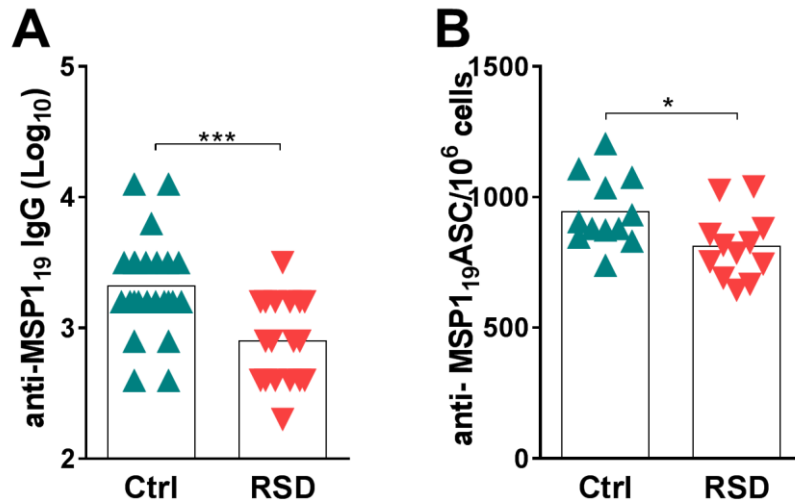 A
anti-MSP1₁₉ IgG (Log₁₀)
5
4
3
2
***
Ctrl RSD
B
anti- MSP1₁₉ASC/10⁶ cells
1500
1000
500
0
*
Ctrl RSD